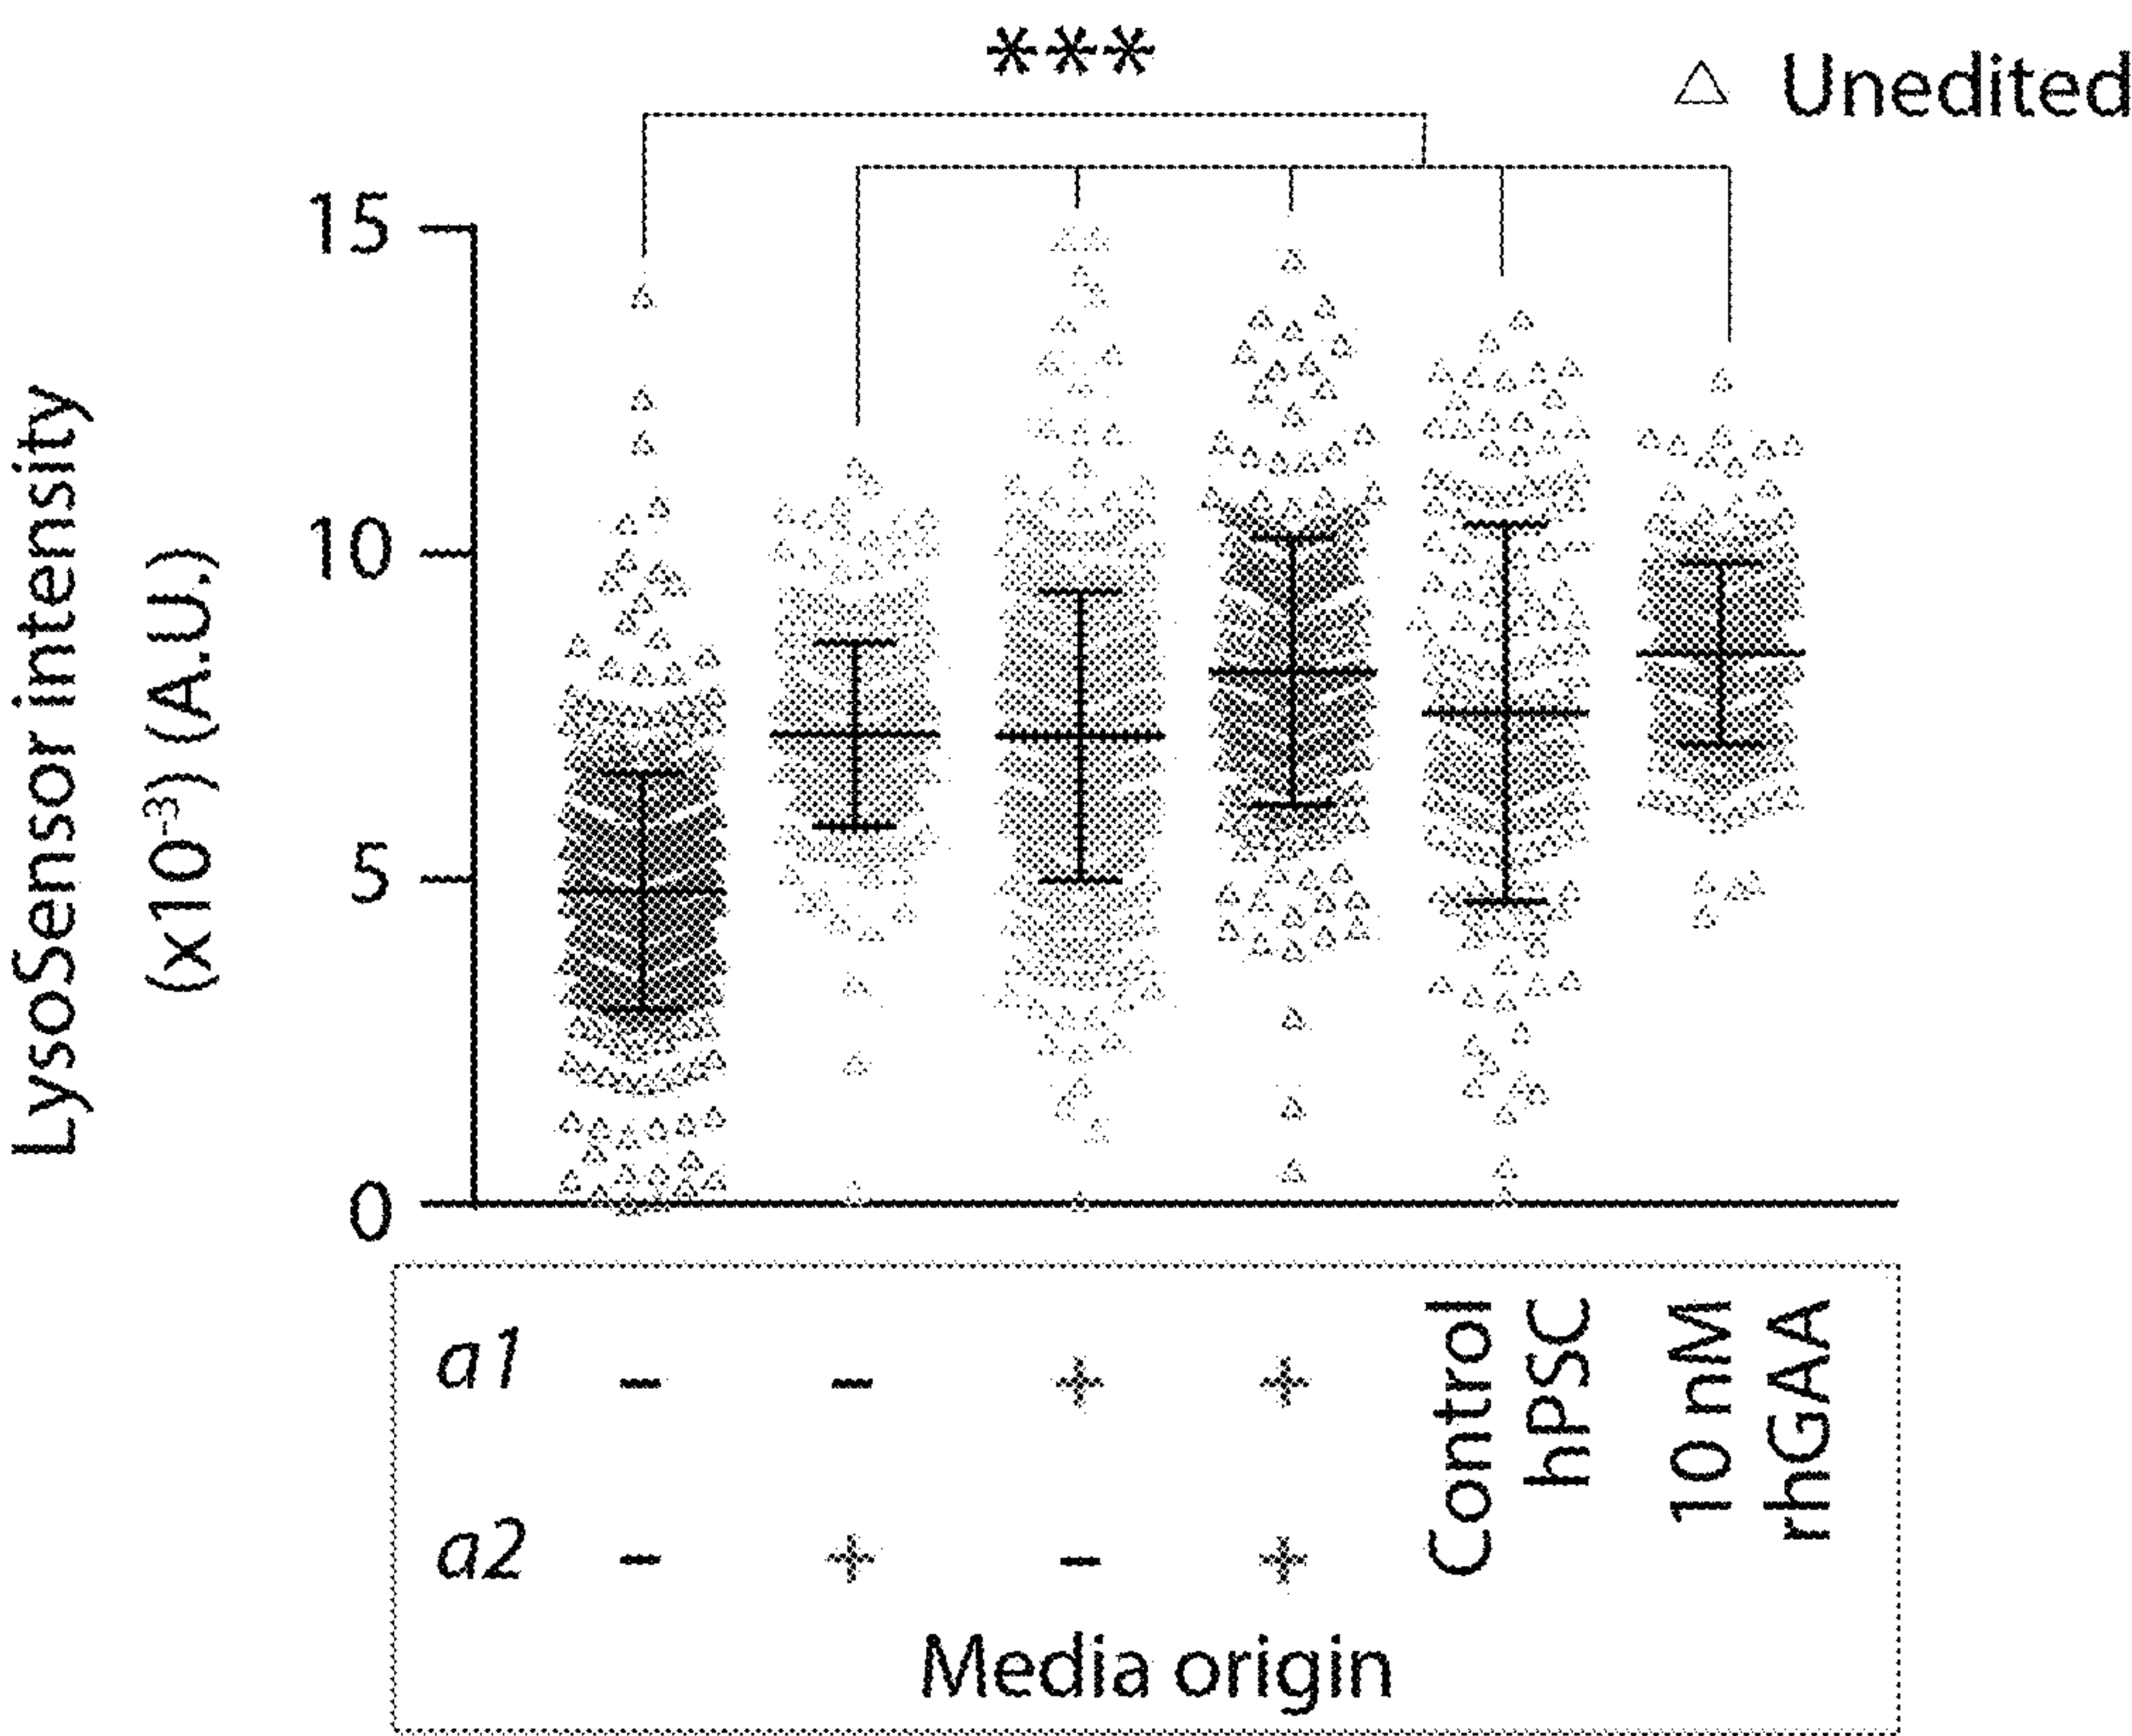 ***
Unedited
LysoSensor intensity
(x10⁻³) (A.U.)
15
10
5
0
a1 – – + +
a2 – + – +
Control
hPSC
10 nM
rhGAA
Media origin